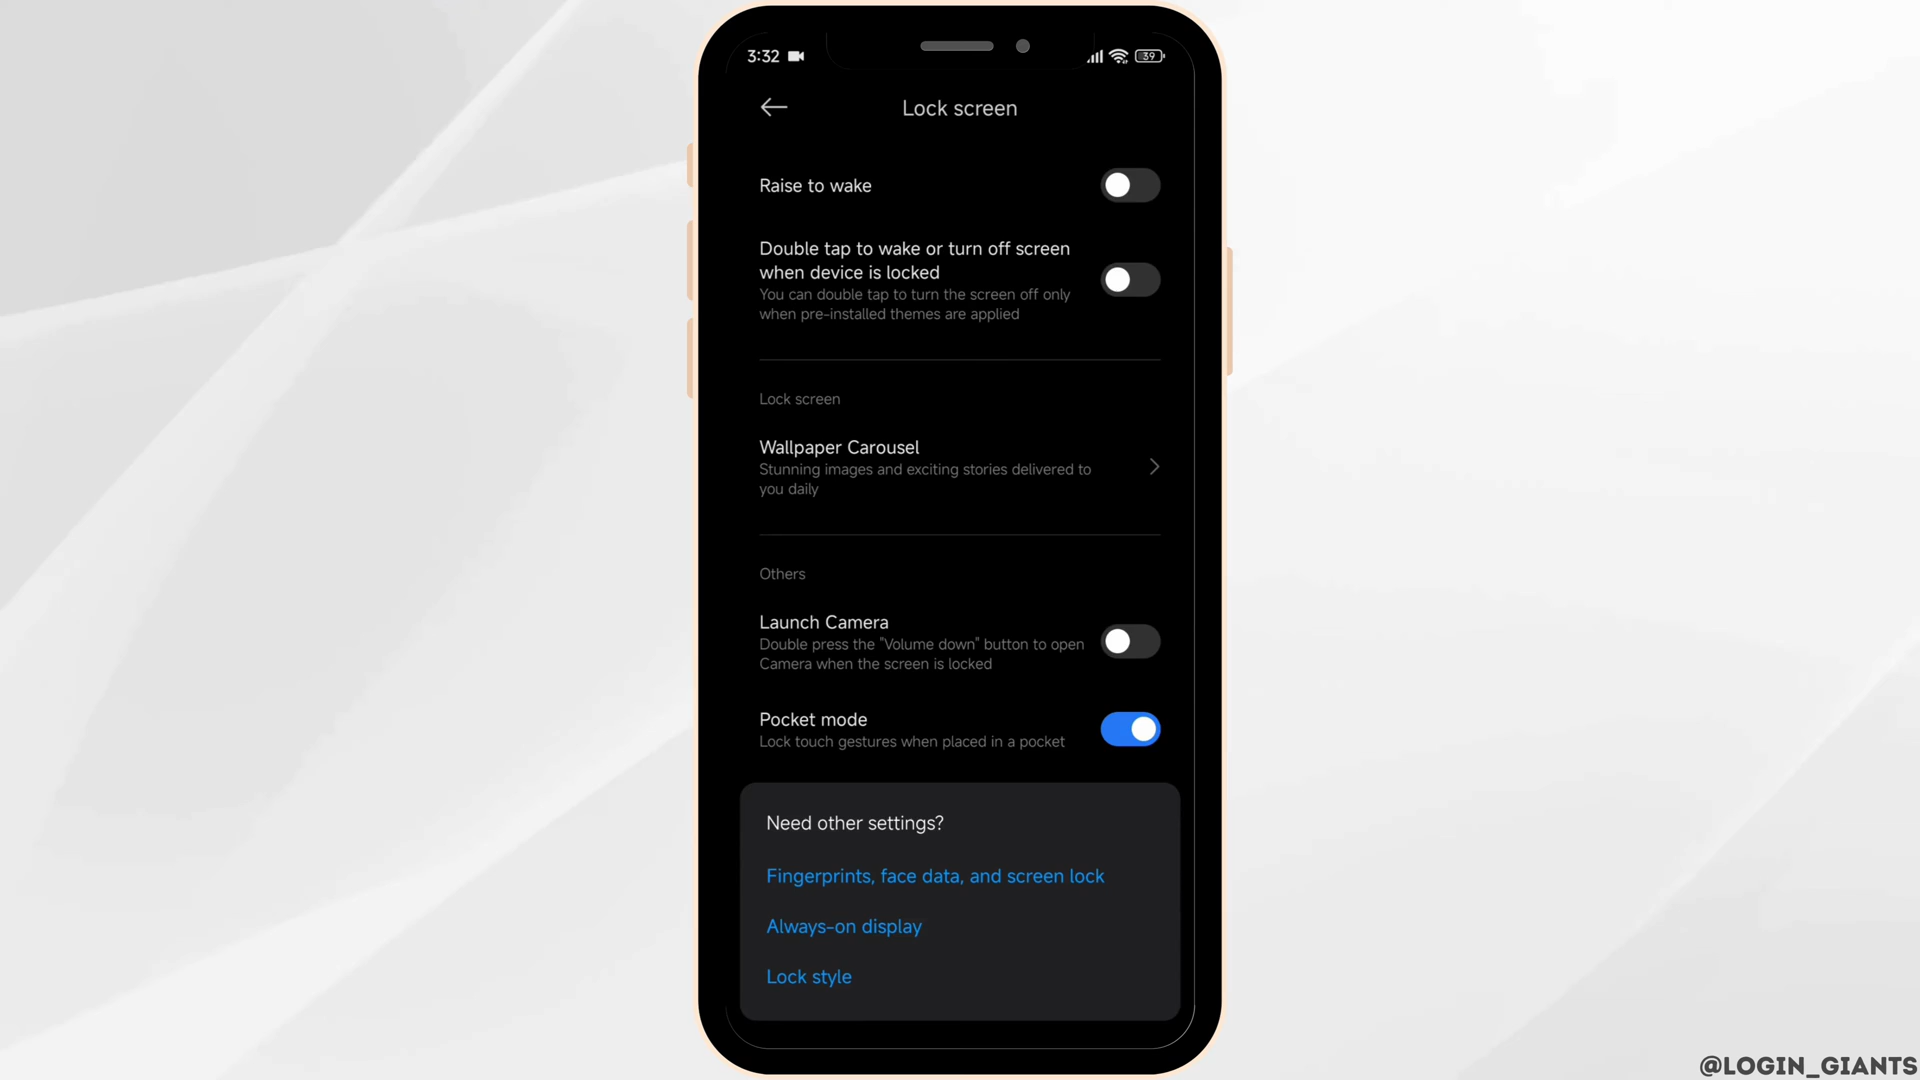 3:32
39
Lock screen
Raise to wake
Double tap to wake or turn off screen
when device is locked
You can double tap to turn the screen off only
when pre-installed themes are applied
Lock screen
Wallpaper Carousel
Stunning images and exciting stories delivered to
you daily
Others
Launch Camera
Double press the "Volume down" button to open
Camera when the screen is locked
Pocket mode
Lock touch gestures when placed in a pocket
Need other settings?
Fingerprints, face data, and screen lock
Always-on display
Lock style
@LOGIN_GIANTS